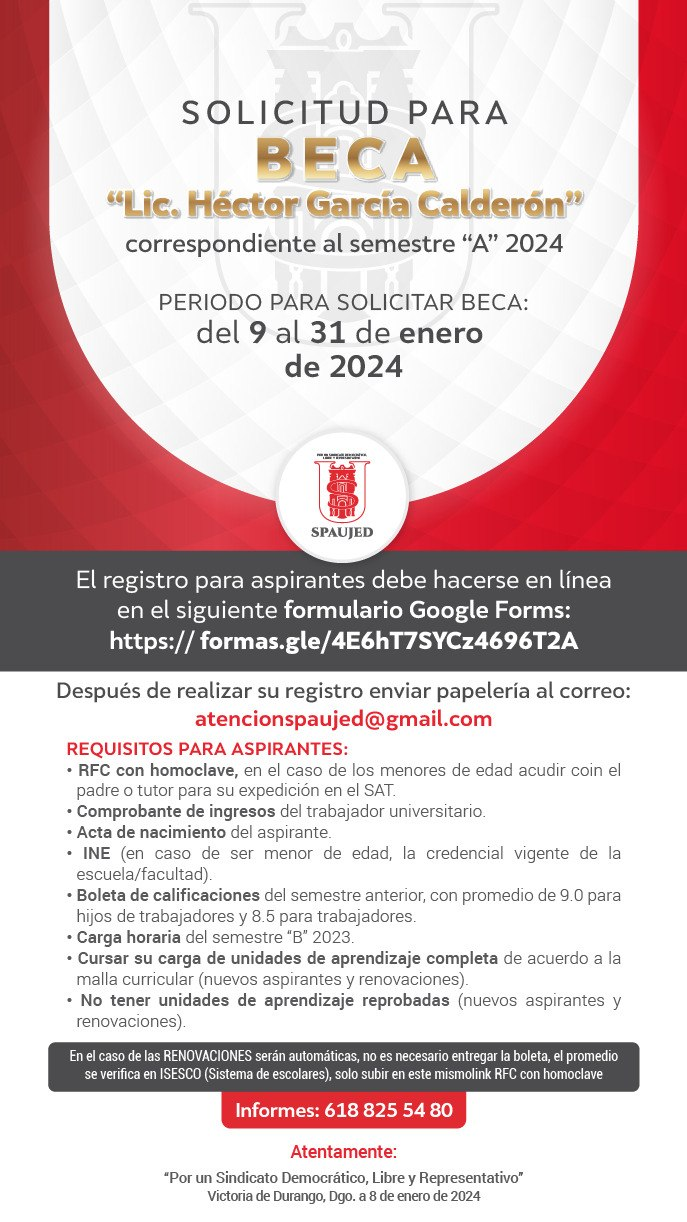 SOLICITUD PARA
BECA
“Lic. Héctor García Calderón”
correspondiente al semestre “A” 2024
PERIODO PARA SOLICITAR BECA:
del 9 al 31 de enero
de 2024
POR UN SINDICATO DEMOCRÁTICO,
LIBRE Y REPRESENTATIVO
SPAUJED
El registro para aspirantes debe hacerse en línea
en el siguiente formulario Google Forms:
https:// formas.gle/4E6hT7SYCz4696T2A
Después de realizar su registro enviar papelería al correo:
atencionspaujed@gmail.com
REQUISITOS PARA ASPIRANTES:
• RFC con homoclave, en el caso de los menores de edad acudir coin el
padre o tutor para su expedición en el SAT.
• Comprobante de ingresos del trabajador universitario.
• Acta de nacimiento del aspirante.
• INE (en caso de ser menor de edad, la credencial vigente de la
escuela/facultad).
• Boleta de calificaciones del semestre anterior, con promedio de 9.0 para
hijos de trabajadores y 8.5 para trabajadores.
• Carga horaria del semestre “B” 2023.
• Cursar su carga de unidades de aprendizaje completa de acuerdo a la
malla curricular (nuevos aspirantes y renovaciones).
• No tener unidades de aprendizaje reprobadas (nuevos aspirantes y
renovaciones).
En el caso de las RENOVACIONES serán automáticas, no es necesario entregar la boleta, el promedio
se verifica en ISESCO (Sistema de escolares), solo subir en este mismolink RFC con homoclave
Informes: 618 825 54 80
Atentamente:
“Por un Sindicato Democrático, Libre y Representativo”
Victoria de Durango, Dgo. a 8 de enero de 2024